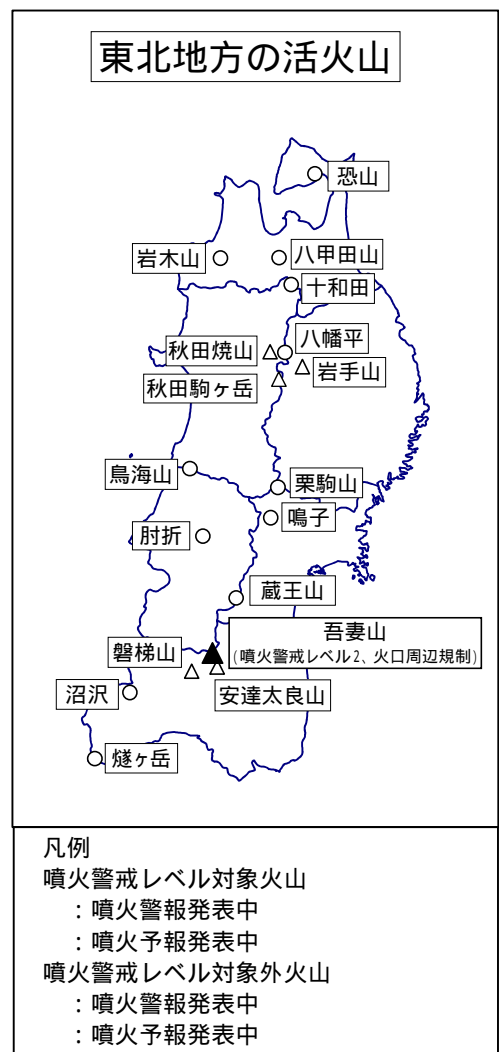 東北地方の活火山
恐山
岩木山
八甲田山
十和田
八幡平
秋田焼山
岩手山
秋田駒ヶ岳
鳥海山
栗駒山
鳴子
肘折
蔵王山
吾妻山
(噴火警戒レベル2、火口周辺規制)
磐梯山
沼沢
安達太良山
燧ヶ岳
凡例
噴火警戒レベル対象火山
：噴火警報発表中
：噴火予報発表中
噴火警戒レベル対象外火山
：噴火警報発表中
：噴火予報発表中